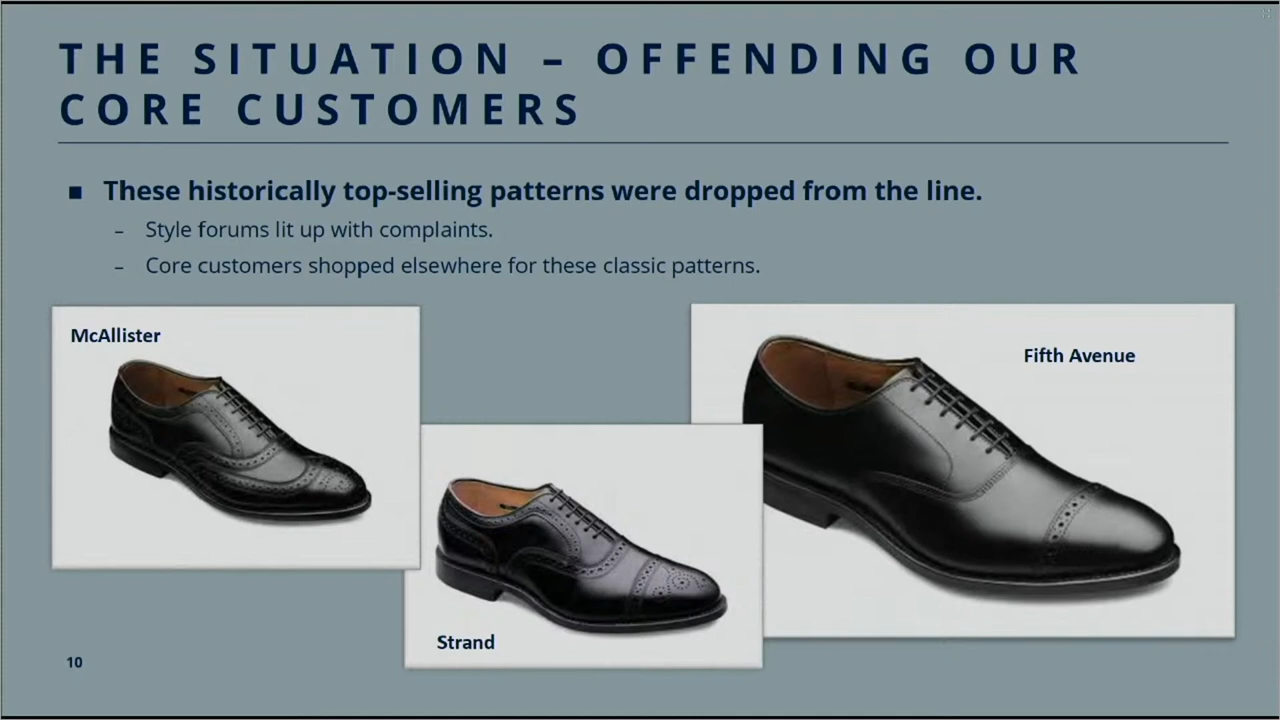 THE SITUATION – OFFENDING OUR
CORE CUSTOMERS
■ These historically top-selling patterns were dropped from the line.
– Style forums lit up with complaints.
– Core customers shopped elsewhere for these classic patterns.
McAllister
Fifth Avenue
Strand
10